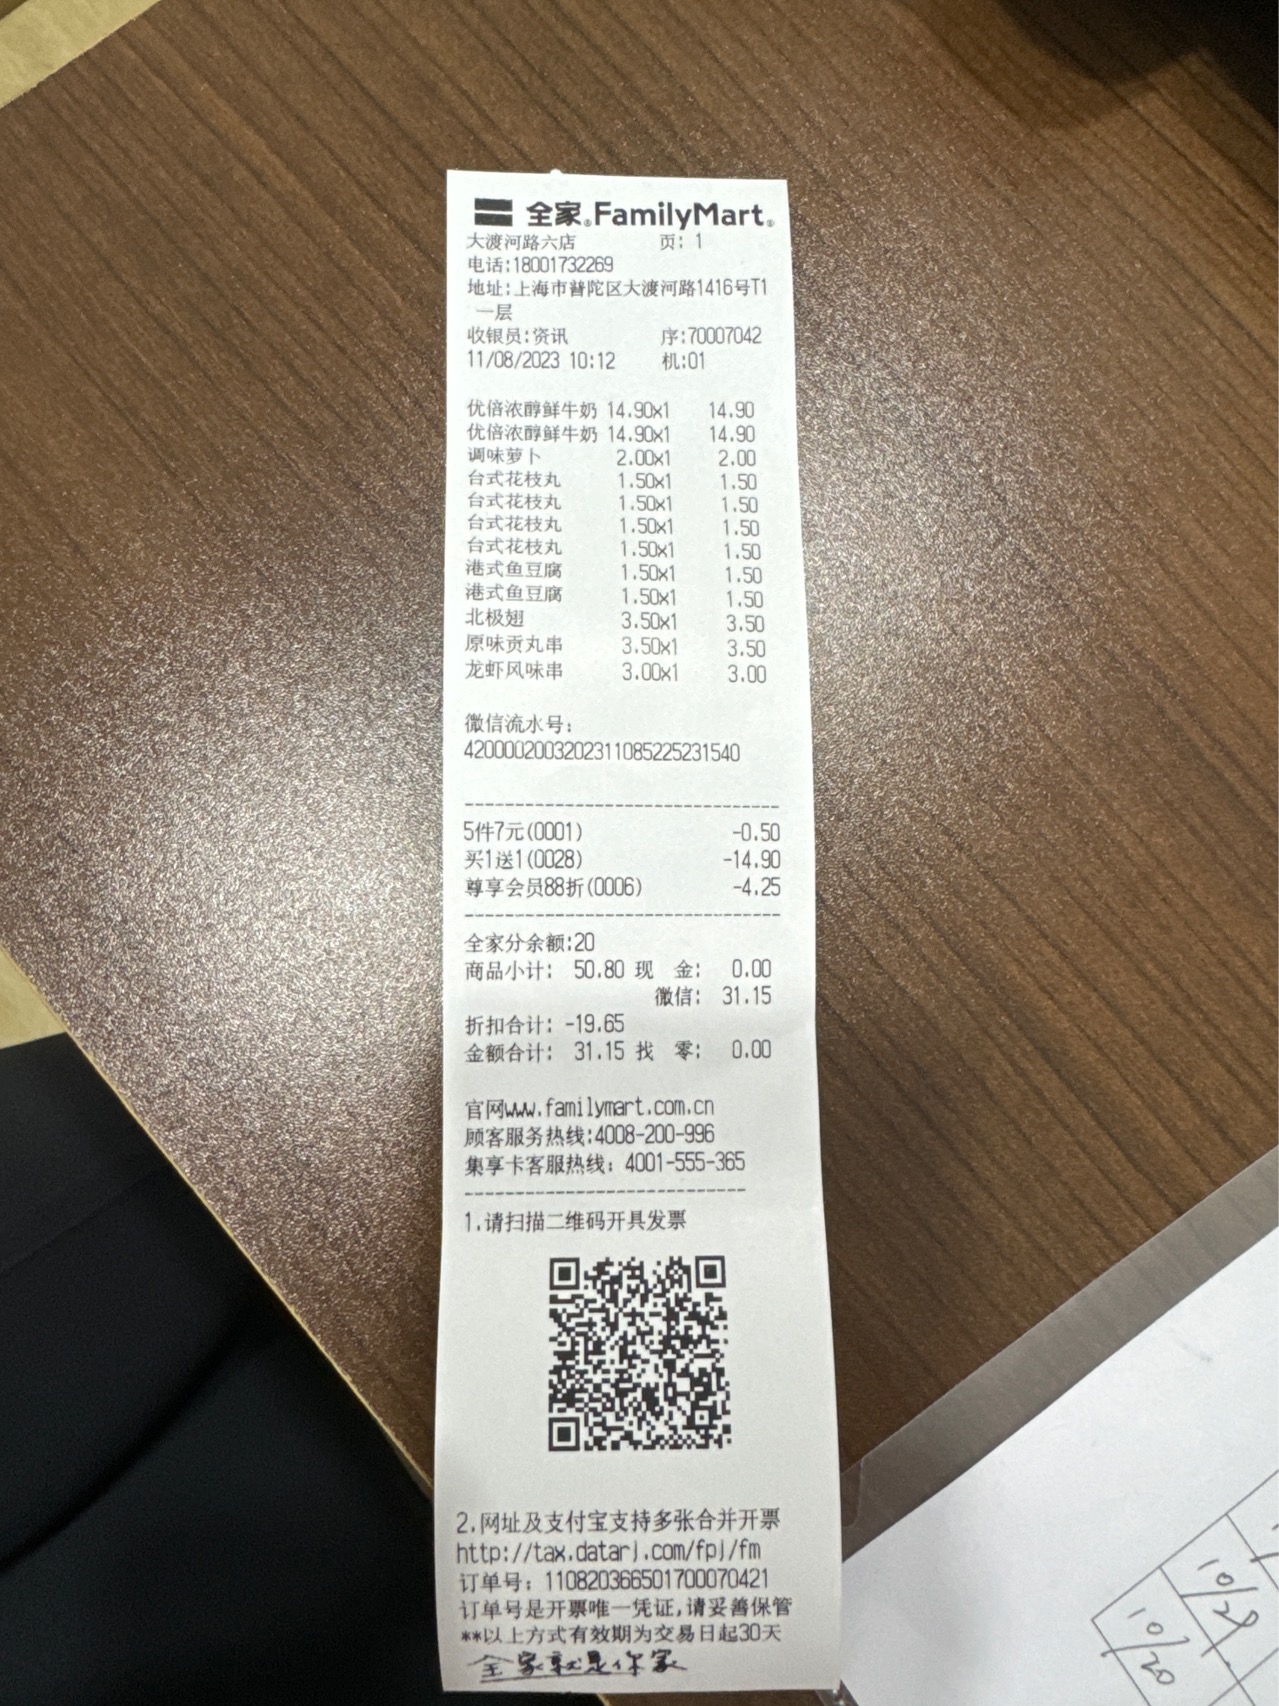 全家®FamilyMart®
大渡河路六店 页: 1
电话:18001732269
地址:上海市普陀区大渡河路1416号T1
一层
收银员:资讯 序:70007042
11/08/2023 10:12 机:01
优倍浓醇鲜牛奶 14.90x1 14.90
优倍浓醇鲜牛奶 14.90x1 14.90
调味萝卜 2.00x1 2.00
台式花枝丸 1.50x1 1.50
台式花枝丸 1.50x1 1.50
台式花枝丸 1.50x1 1.50
台式花枝丸 1.50x1 1.50
港式鱼豆腐 1.50x1 1.50
港式鱼豆腐 1.50x1 1.50
北极翅 3.50x1 3.50
原味贡丸串 3.50x1 3.50
龙虾风味串 3.00x1 3.00
微信流水号:
4200002003202311085225231540
5件7元(0001) -0.50
买1送1(0028) -14.90
尊享会员88折(0006) -4.25
全家分余额:20
商品小计: 50.80 现 金: 0.00
微信: 31.15
折扣合计: -19.65
金额合计: 31.15 找 零: 0.00
官网www.familymart.com.cn
顾客服务热线:4008-200-996
集享卡客服热线: 4001-555-365
1.请扫描二维码开具发票
2.网址及支付宝支持多张合并开票
http://tax.datarj.com/fpj/fm
订单号: 110820366501700070421
订单号是开票唯一凭证,请妥善保管
**以上方式有效期为交易日起30天
全家就是你家
10/29
10/20